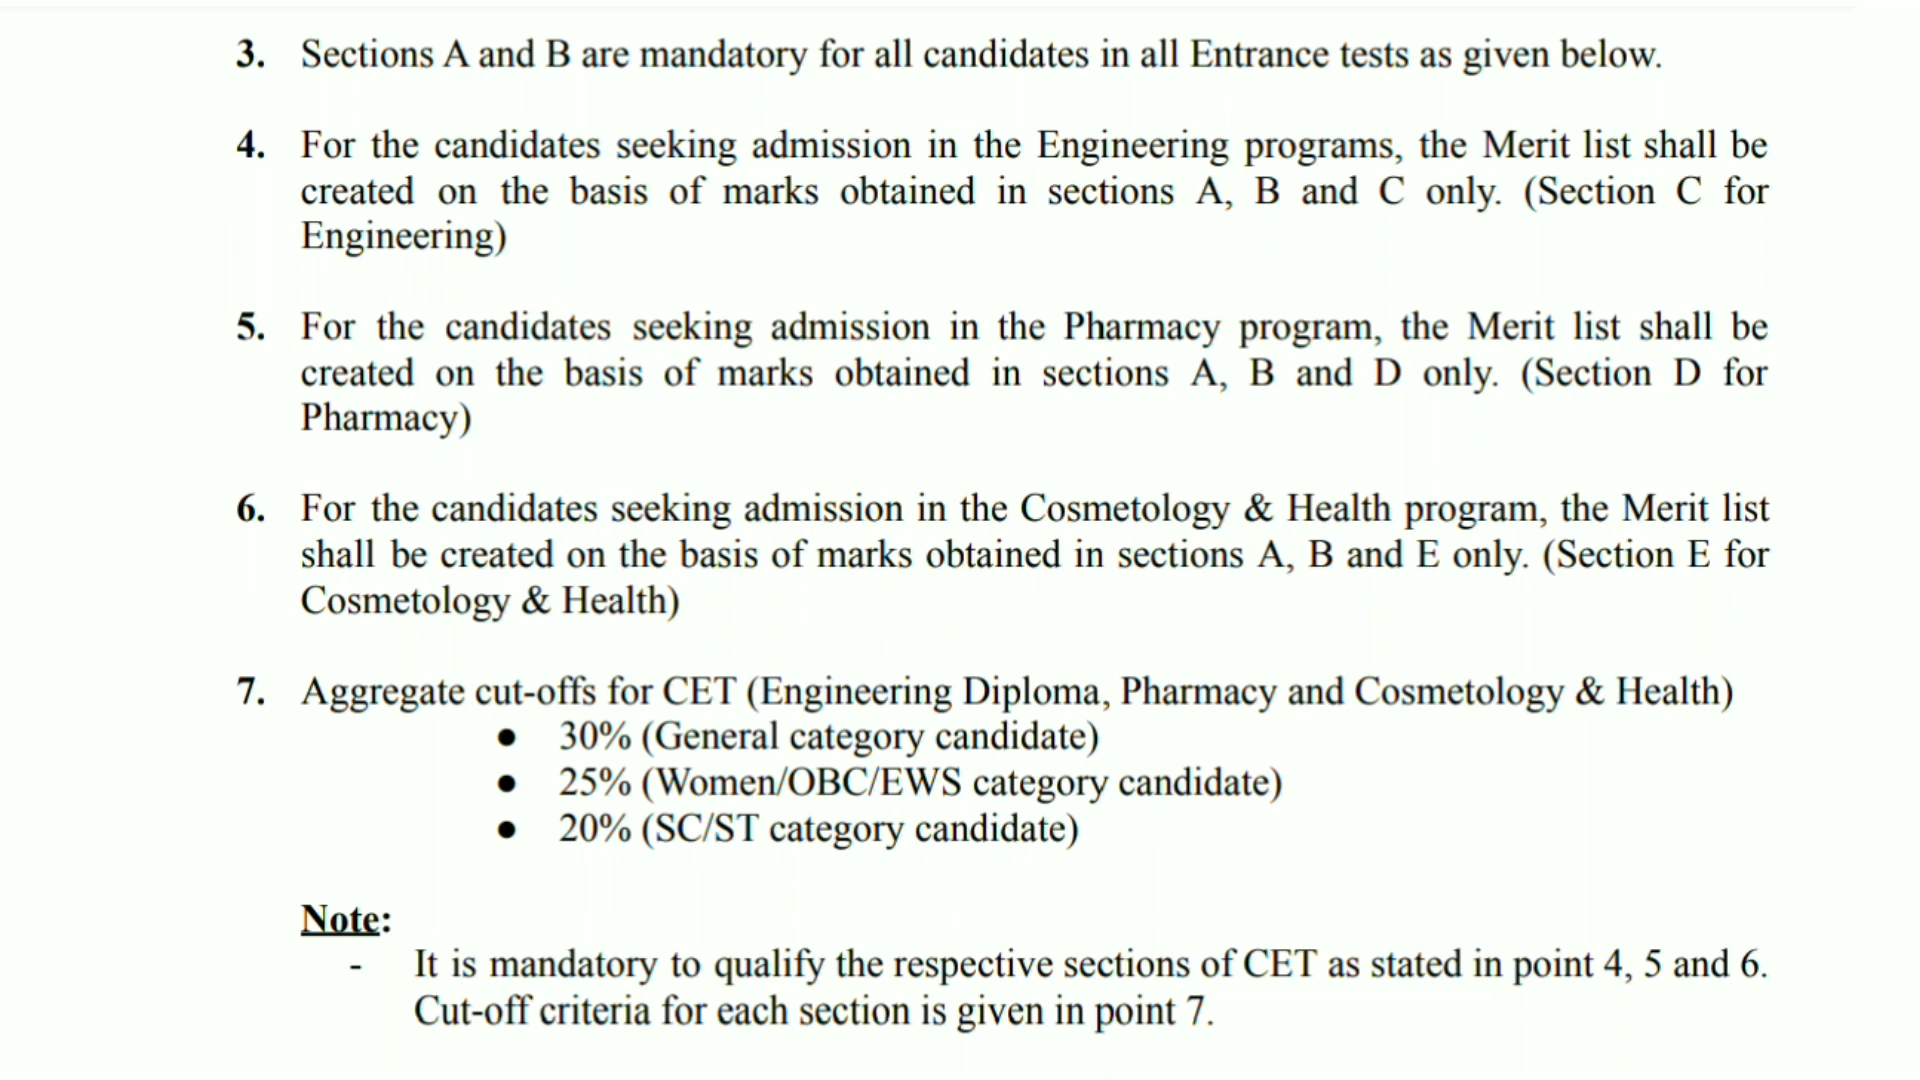 3. Sections A and B are mandatory for all candidates in all Entrance tests as given below.
4. For the candidates seeking admission in the Engineering programs, the Merit list shall be
created on the basis of marks obtained in sections A, B and C only. (Section C for
Engineering)
5. For the candidates seeking admission in the Pharmacy program, the Merit list shall be
created on the basis of marks obtained in sections A, B and D only. (Section D for
Pharmacy)
6. For the candidates seeking admission in the Cosmetology & Health program, the Merit list
shall be created on the basis of marks obtained in sections A, B and E only. (Section E for
Cosmetology & Health)
7. Aggregate cut-offs for CET (Engineering Diploma, Pharmacy and Cosmetology & Health)
● 30% (General category candidate)
● 25% (Women/OBC/EWS category candidate)
● 20% (SC/ST category candidate)
Note:
- It is mandatory to qualify the respective sections of CET as stated in point 4, 5 and 6.
Cut-off criteria for each section is given in point 7.